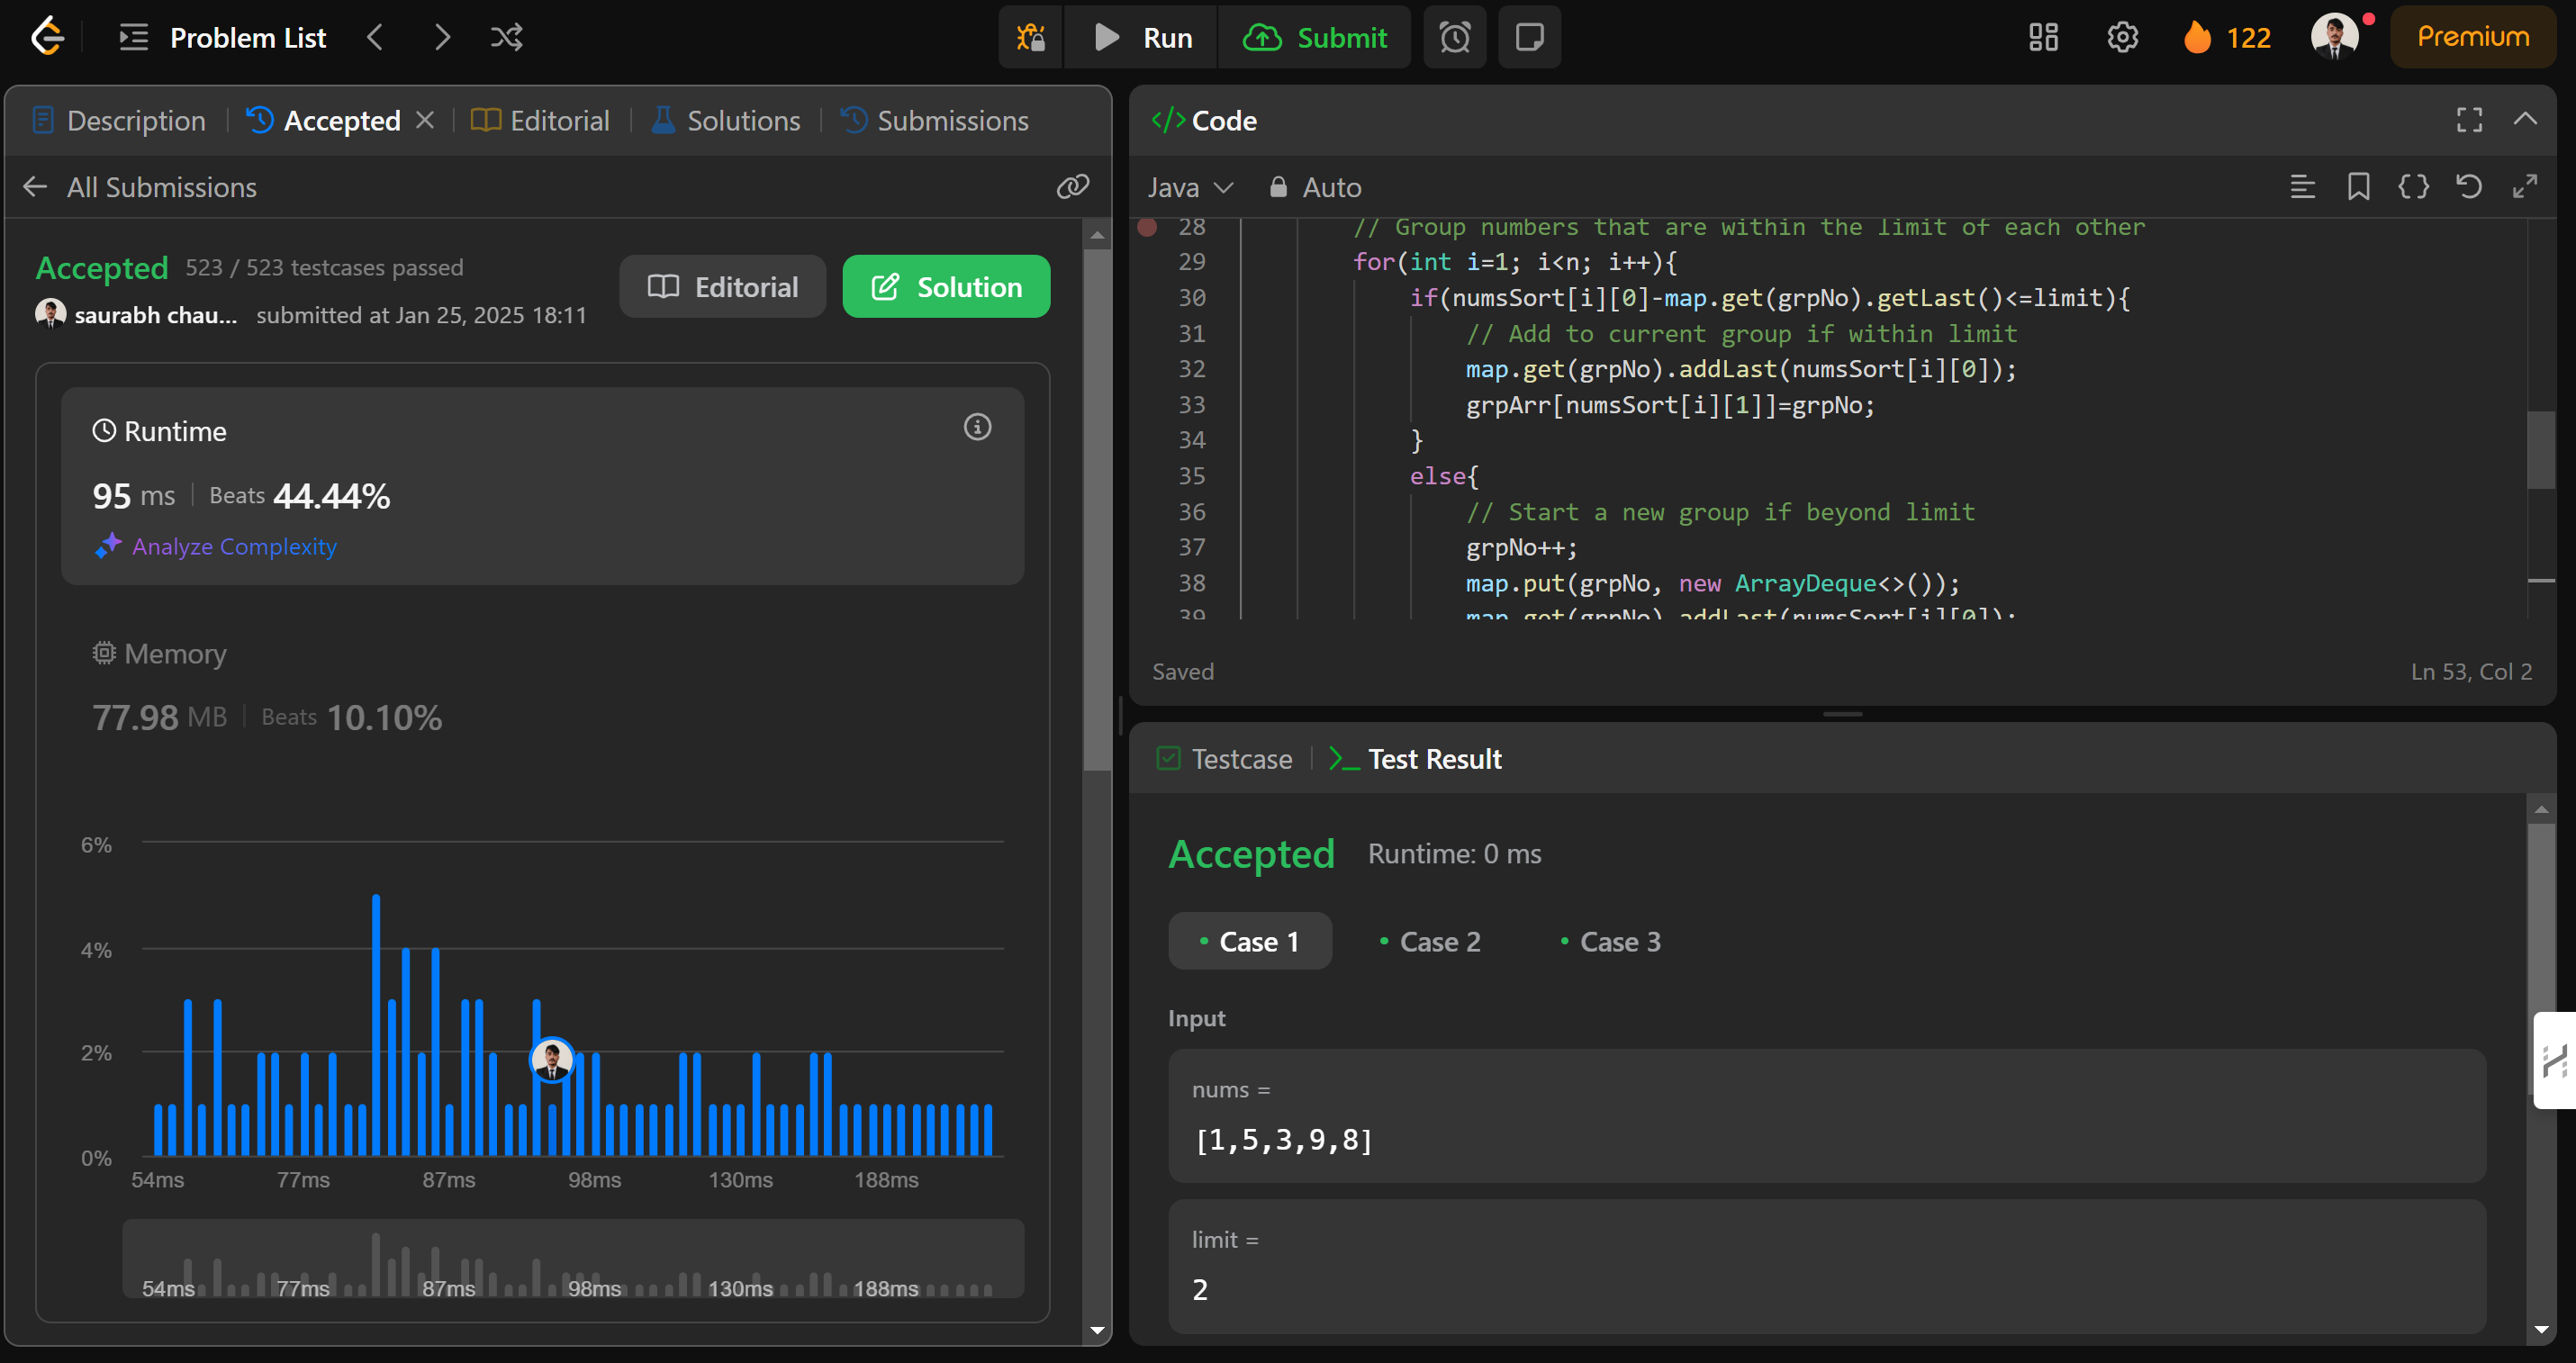 Problem List
Run
Submit
122
Premium
Description
Accepted
Editorial
Solutions
Submissions
All Submissions
Accepted 523 / 523 testcases passed
saurabh chau... submitted at Jan 25, 2025 18:11
Editorial
Solution
Runtime
95 ms Beats 44.44%
Analyze Complexity
Memory
77.98 MB Beats 10.10%
6%
4%
2%
0%
54ms 77ms 87ms 98ms 130ms 188ms
54ms 77ms 87ms 98ms 130ms 188ms
</> Code
Java Auto
28 // Group numbers that are within the limit of each other
29 for(int i=1; i<n; i++){
30 if(numsSort[i][0]-map.get(grpNo).getLast()<=limit){
31 // Add to current group if within limit
32 map.get(grpNo).addLast(numsSort[i][0]);
33 grpArr[numsSort[i][1]]=grpNo;
34 }
35 else{
36 // Start a new group if beyond limit
37 grpNo++;
38 map.put(grpNo, new ArrayDeque<>());
39 map.get(grpNo).addLast(numsSort[i][0]);
Saved
Ln 53, Col 2
Testcase
Test Result
Accepted Runtime: 0 ms
Case 1
Case 2
Case 3
Input
nums =
[1,5,3,9,8]
limit =
2